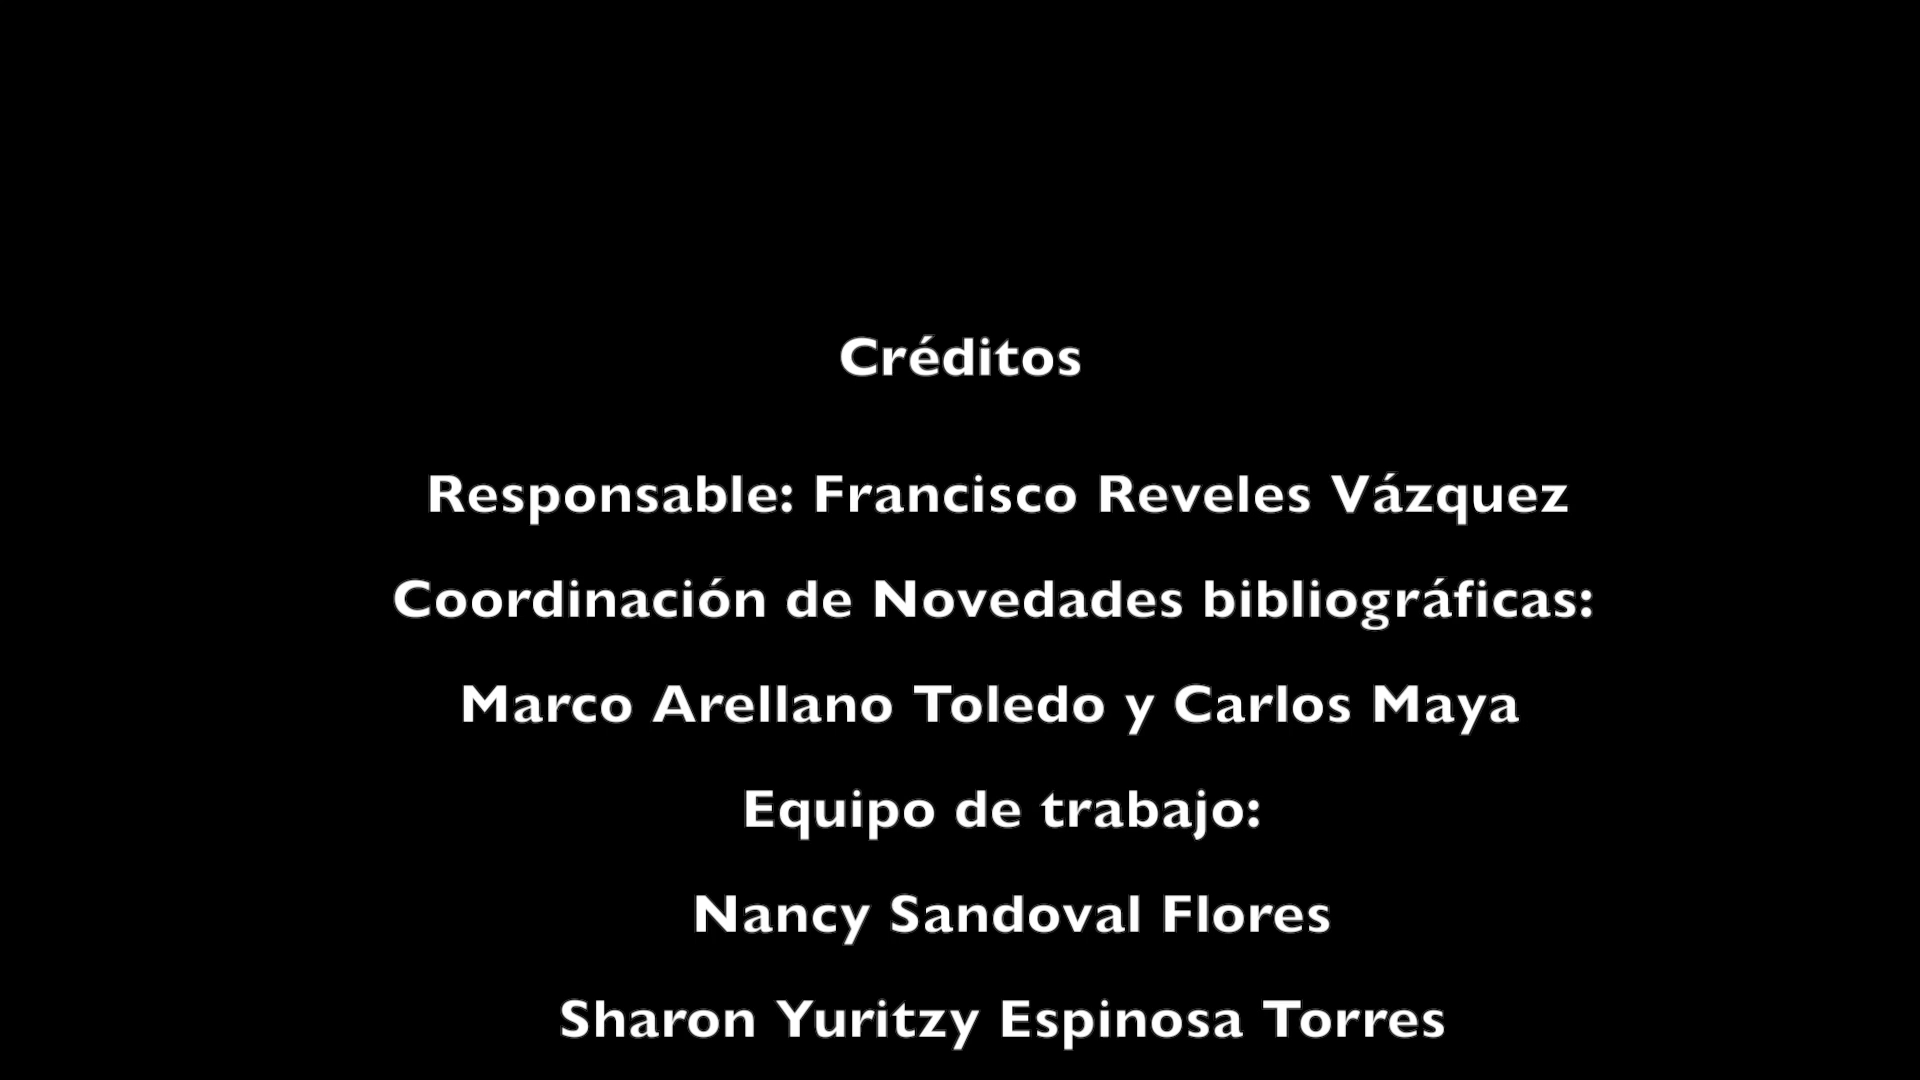 Créditos
Responsable: Francisco Reveles Vázquez
Coordinación de Novedades bibliográficas:
Marco Arellano Toledo y Carlos Maya
Equipo de trabajo:
Nancy Sandoval Flores
Sharon Yuritzy Espinosa Torres